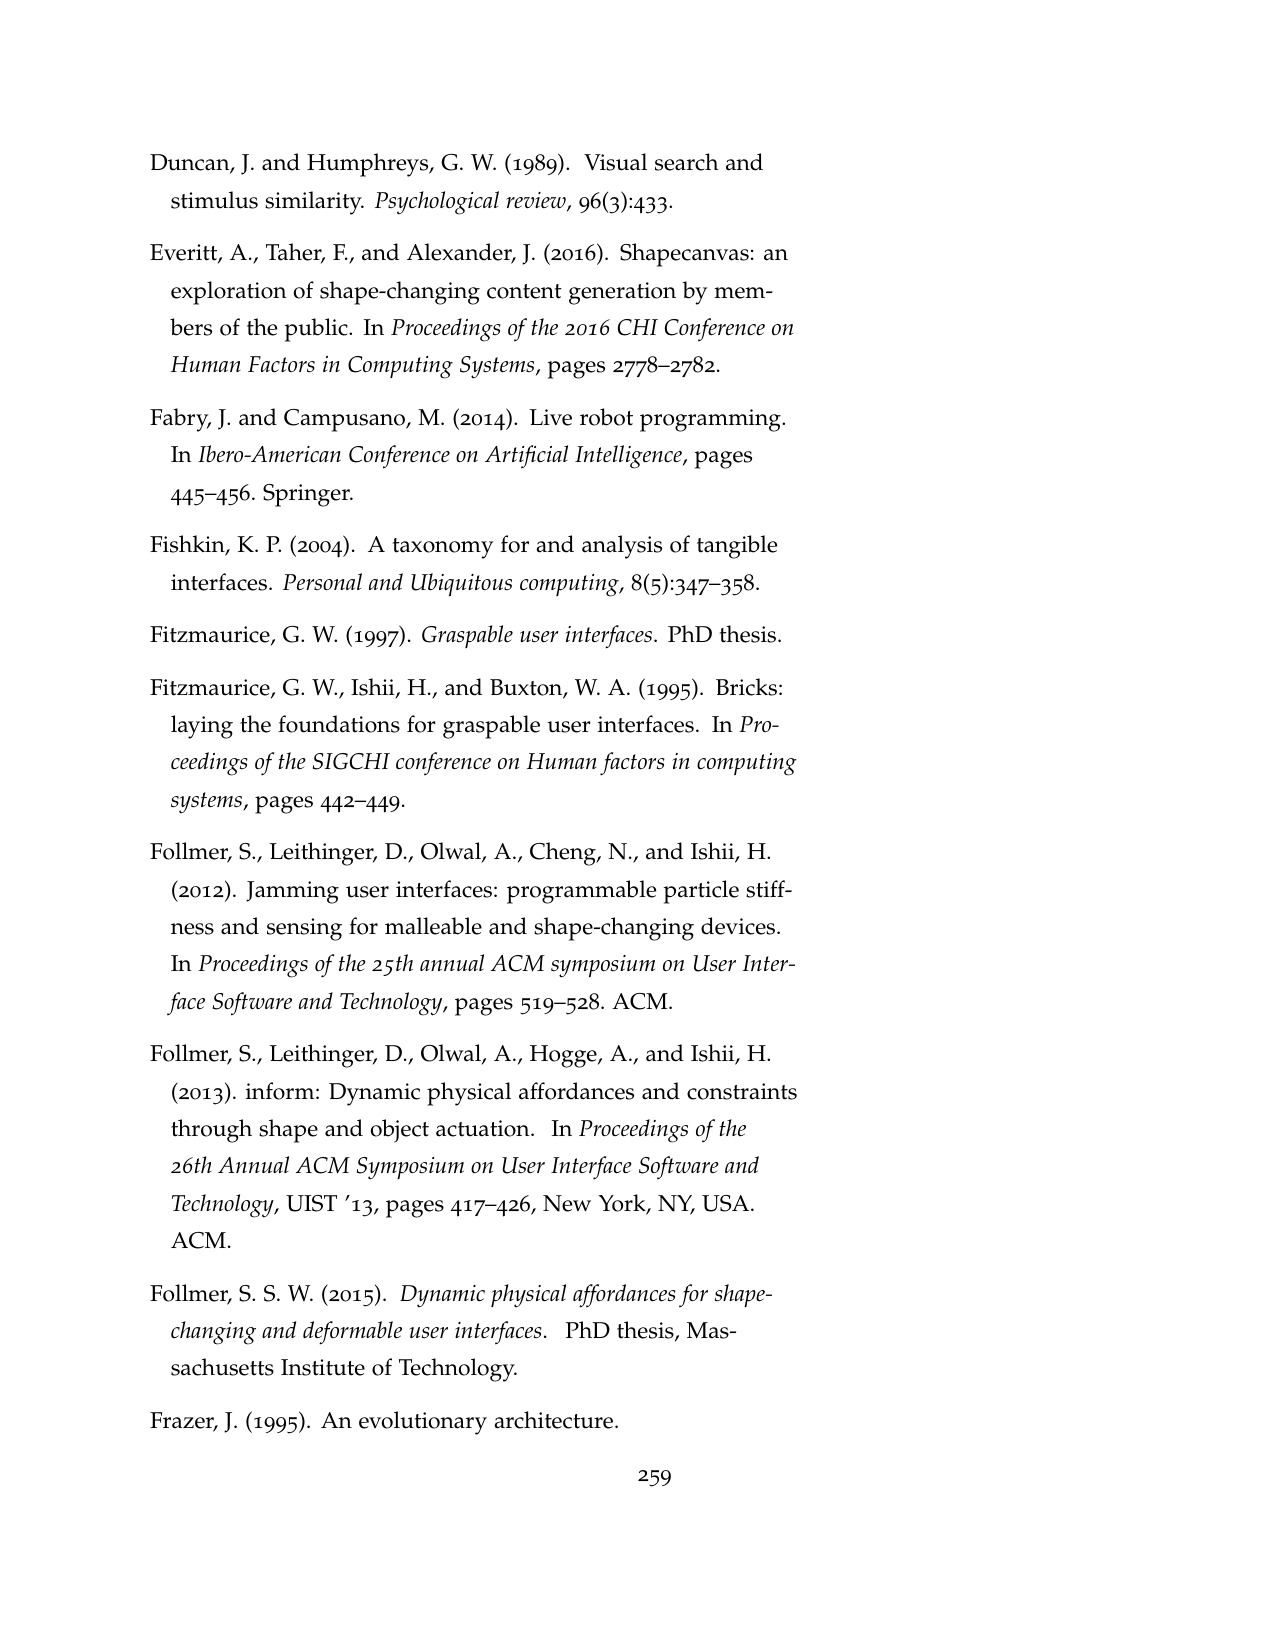 Duncan, J. and Humphreys, G. W. (1989). Visual search and
stimulus similarity. Psychological review, 96(3):433.
Everitt, A., Taher, F., and Alexander, J. (2016). Shapecanvas: an
exploration of shape-changing content generation by mem-
bers of the public. In Proceedings of the 2016 CHI Conference on
Human Factors in Computing Systems, pages 2778–2782.
Fabry, J. and Campusano, M. (2014). Live robot programming.
In Ibero-American Conference on Artificial Intelligence, pages
445–456. Springer.
Fishkin, K. P. (2004). A taxonomy for and analysis of tangible
interfaces. Personal and Ubiquitous computing, 8(5):347–358.
Fitzmaurice, G. W. (1997). Graspable user interfaces. PhD thesis.
Fitzmaurice, G. W., Ishii, H., and Buxton, W. A. (1995). Bricks:
laying the foundations for graspable user interfaces. In Pro-
ceedings of the SIGCHI conference on Human factors in computing
systems, pages 442–449.
Follmer, S., Leithinger, D., Olwal, A., Cheng, N., and Ishii, H.
(2012). Jamming user interfaces: programmable particle stiff-
ness and sensing for malleable and shape-changing devices.
In Proceedings of the 25th annual ACM symposium on User Inter-
face Software and Technology, pages 519–528. ACM.
Follmer, S., Leithinger, D., Olwal, A., Hogge, A., and Ishii, H.
(2013). inform: Dynamic physical affordances and constraints
through shape and object actuation. In Proceedings of the
26th Annual ACM Symposium on User Interface Software and
Technology, UIST ’13, pages 417–426, New York, NY, USA.
ACM.
Follmer, S. S. W. (2015). Dynamic physical affordances for shape-
changing and deformable user interfaces. PhD thesis, Mas-
sachusetts Institute of Technology.
Frazer, J. (1995). An evolutionary architecture.
259